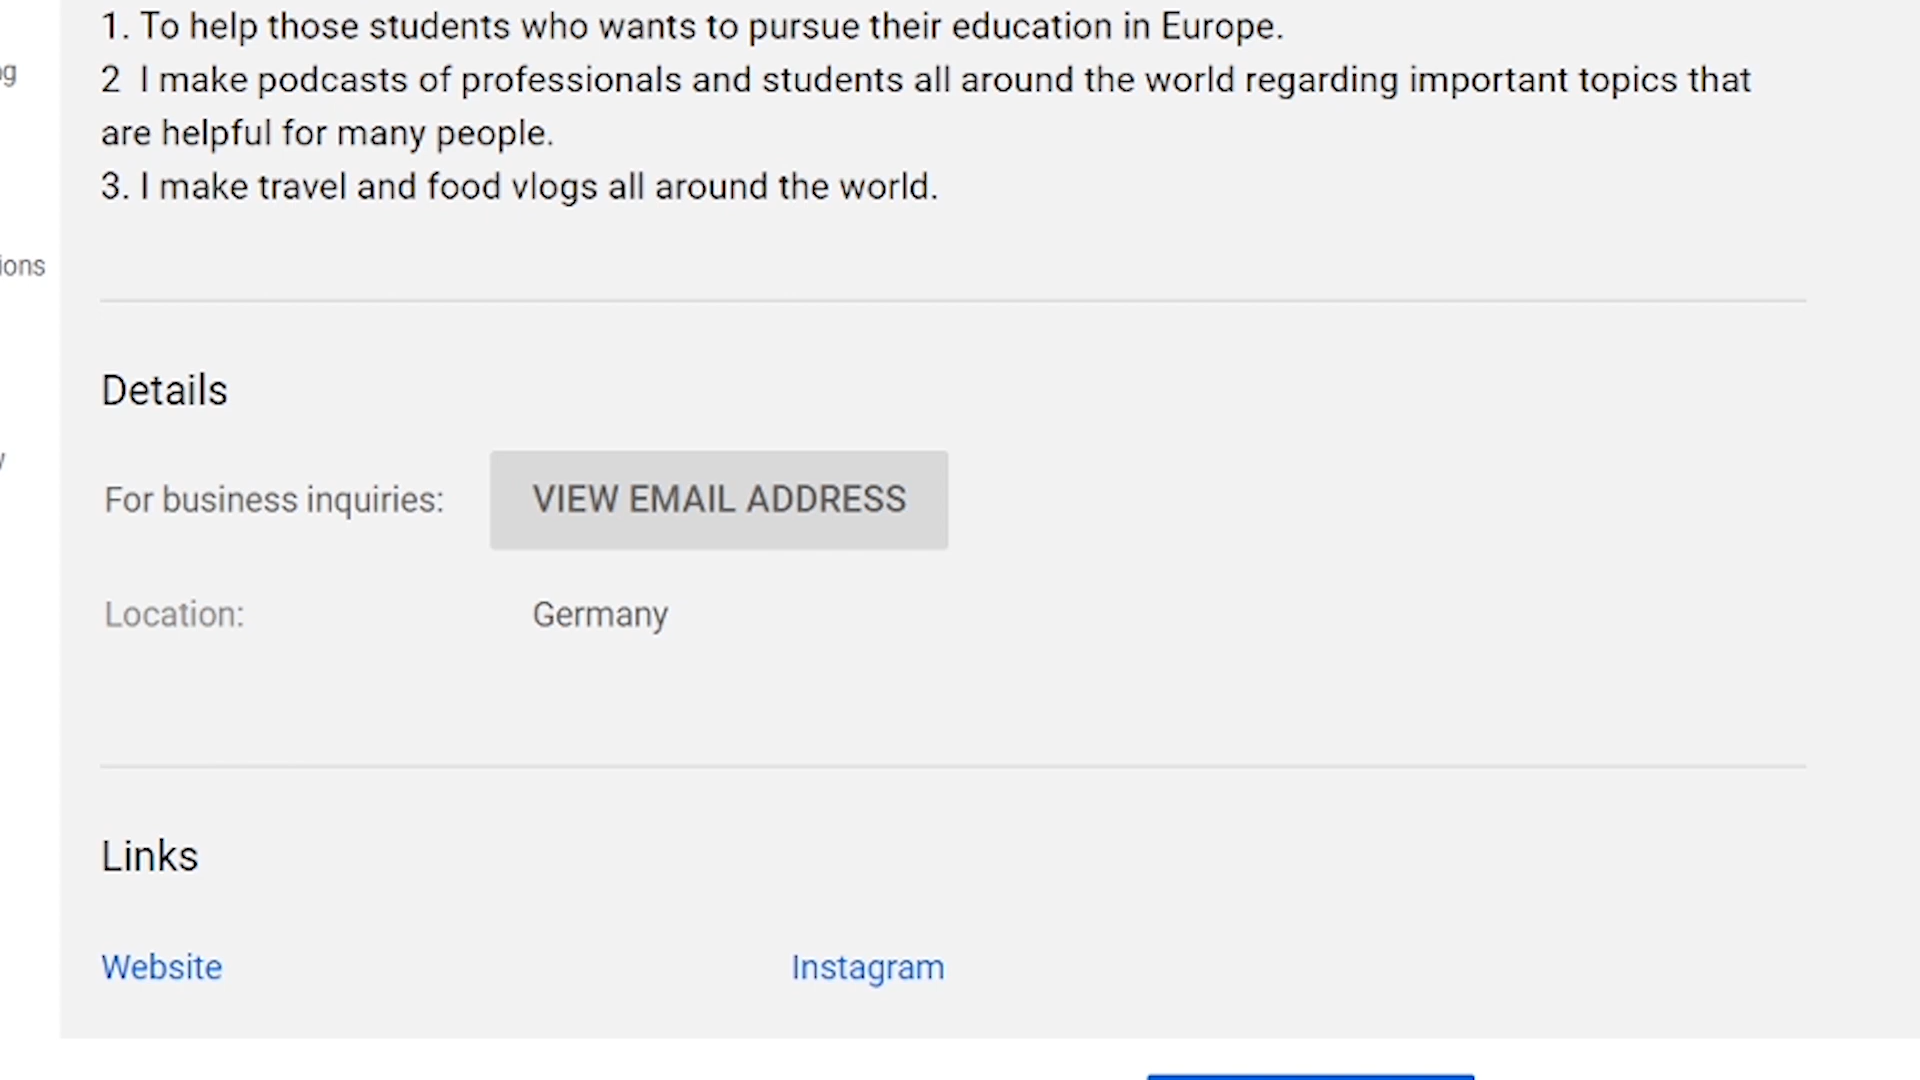 1. To help those students who wants to pursue their education in Europe.
2  I make podcasts of professionals and students all around the world regarding important topics that
are helpful for many people.
3. I make travel and food vlogs all around the world.
Details
For business inquiries: VIEW EMAIL ADDRESS
Location: Germany
Links
Website Instagram